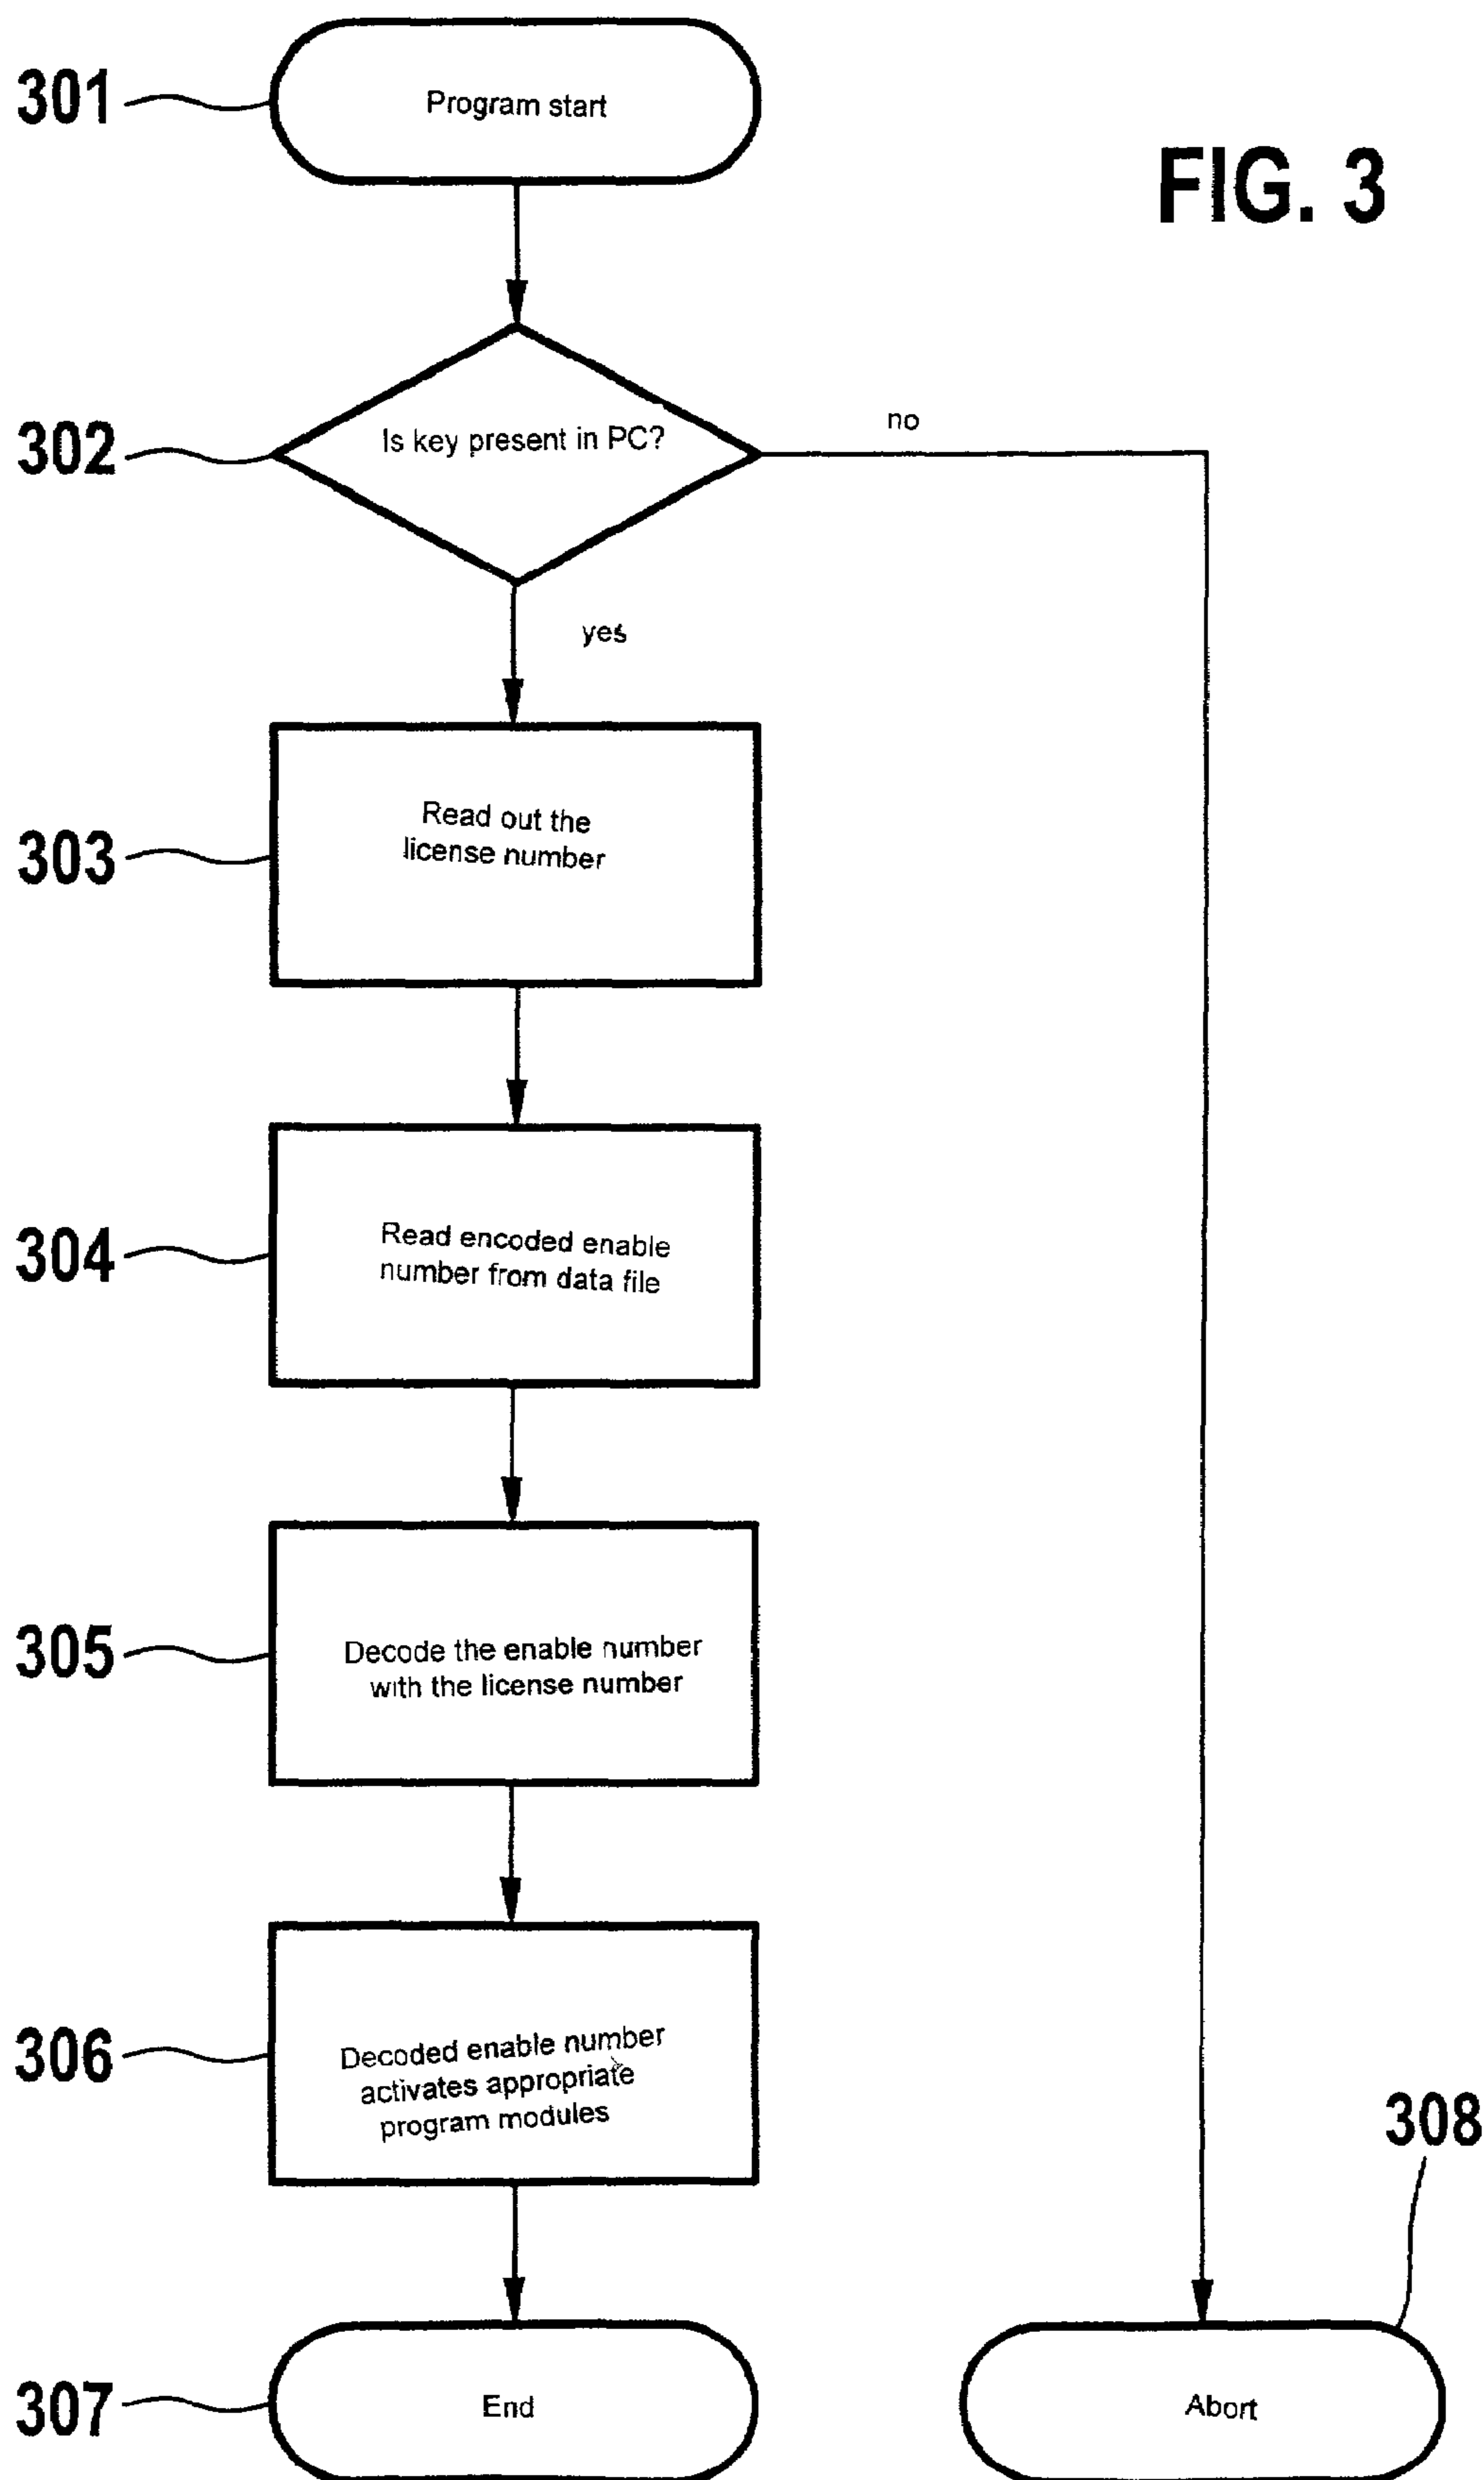 301
Program start
FIG. 3
302
Is key present in PC?
no
yes
303
Read out the
license number
304
Read encoded enable
number from data file
305
Decode the enable number
with the license number
306
Decoded enable number
activates appropriate
program modules
308
307
End
Abort